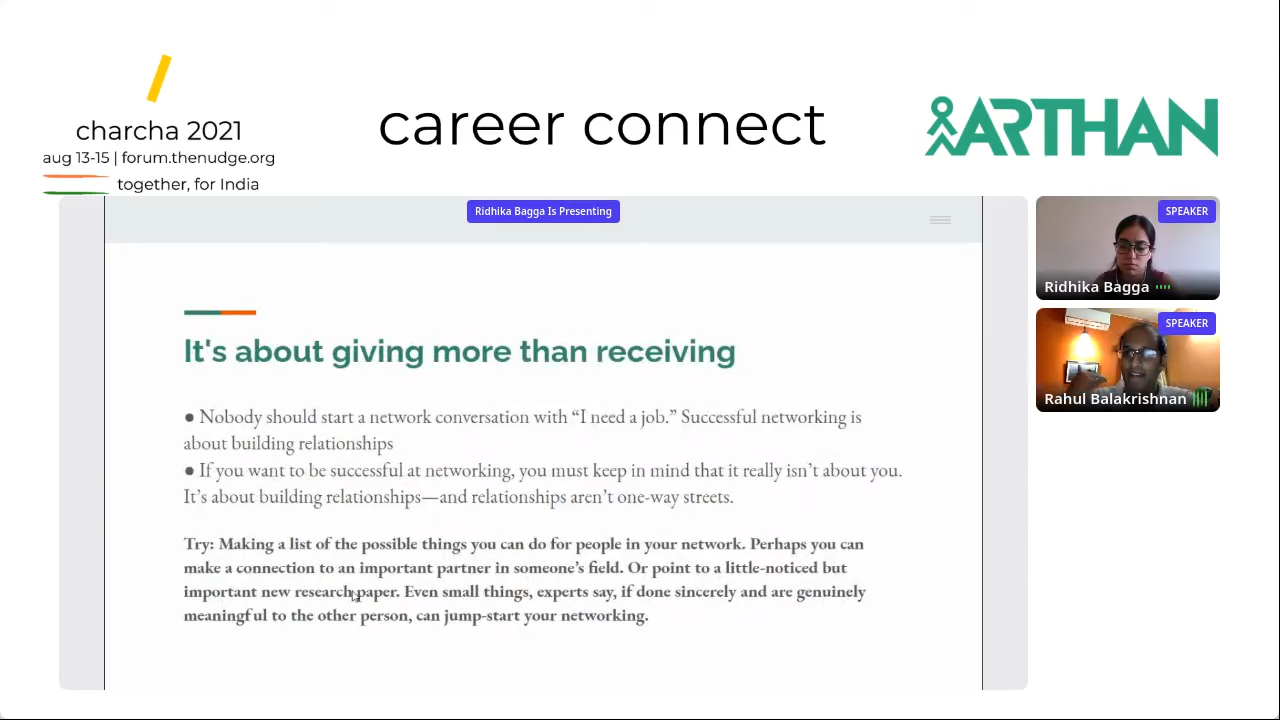 charcha 2021
aug 13-15 | forum.thenudge.org
together, for India
career connect
ARTHAN
Ridhika Bagga Is Presenting
It's about giving more than receiving
● Nobody should start a network conversation with “I need a job.” Successful networking is
about building relationships
● If you want to be successful at networking, you must keep in mind that it really isn’t about you.
It’s about building relationships—and relationships aren’t one-way streets.
Try: Making a list of the possible things you can do for people in your network. Perhaps you can
make a connection to an important partner in someone’s field. Or point to a little-noticed but
important new research paper. Even small things, experts say, if done sincerely and are genuinely
meaningful to the other person, can jump-start your networking.
SPEAKER
Ridhika Bagga
SPEAKER
Rahul Balakrishnan